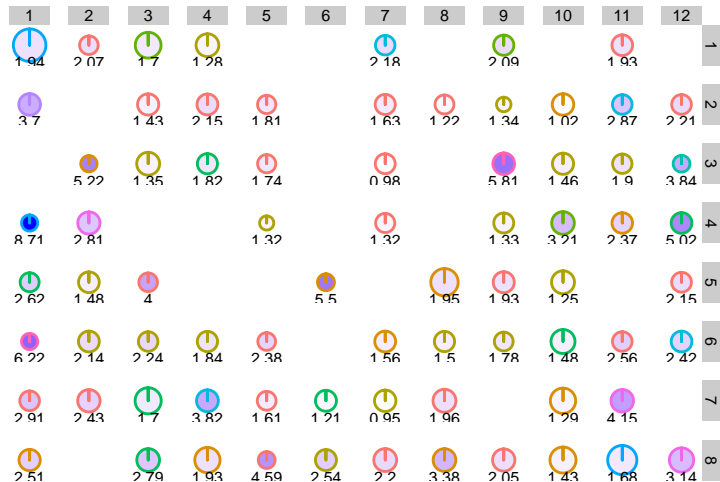 1 2 3 4 5 6 7 8 9 10 11 12
1.94 2.07 1.7 1.28 2.18 2.09 1.93 1
3.7 1.43 2.15 1.81 1.63 1.22 1.34 1.02 2.87 2.21 2
5.22 1.35 1.82 1.74 0.98 5.81 1.46 1.9 3.84 3
8.71 2.81 1.32 1.32 1.33 3.21 2.37 5.02 4
2.62 1.48 4 5.5 1.95 1.93 1.25 2.15 5
6.22 2.14 2.24 1.84 2.38 1.56 1.5 1.78 1.48 2.56 2.42 6
2.91 2.43 1.7 3.82 1.61 1.21 0.95 1.96 1.29 4.15 7
2.51 2.79 1.93 4.59 2.54 2.2 3.38 2.05 1.43 1.68 3.14 8